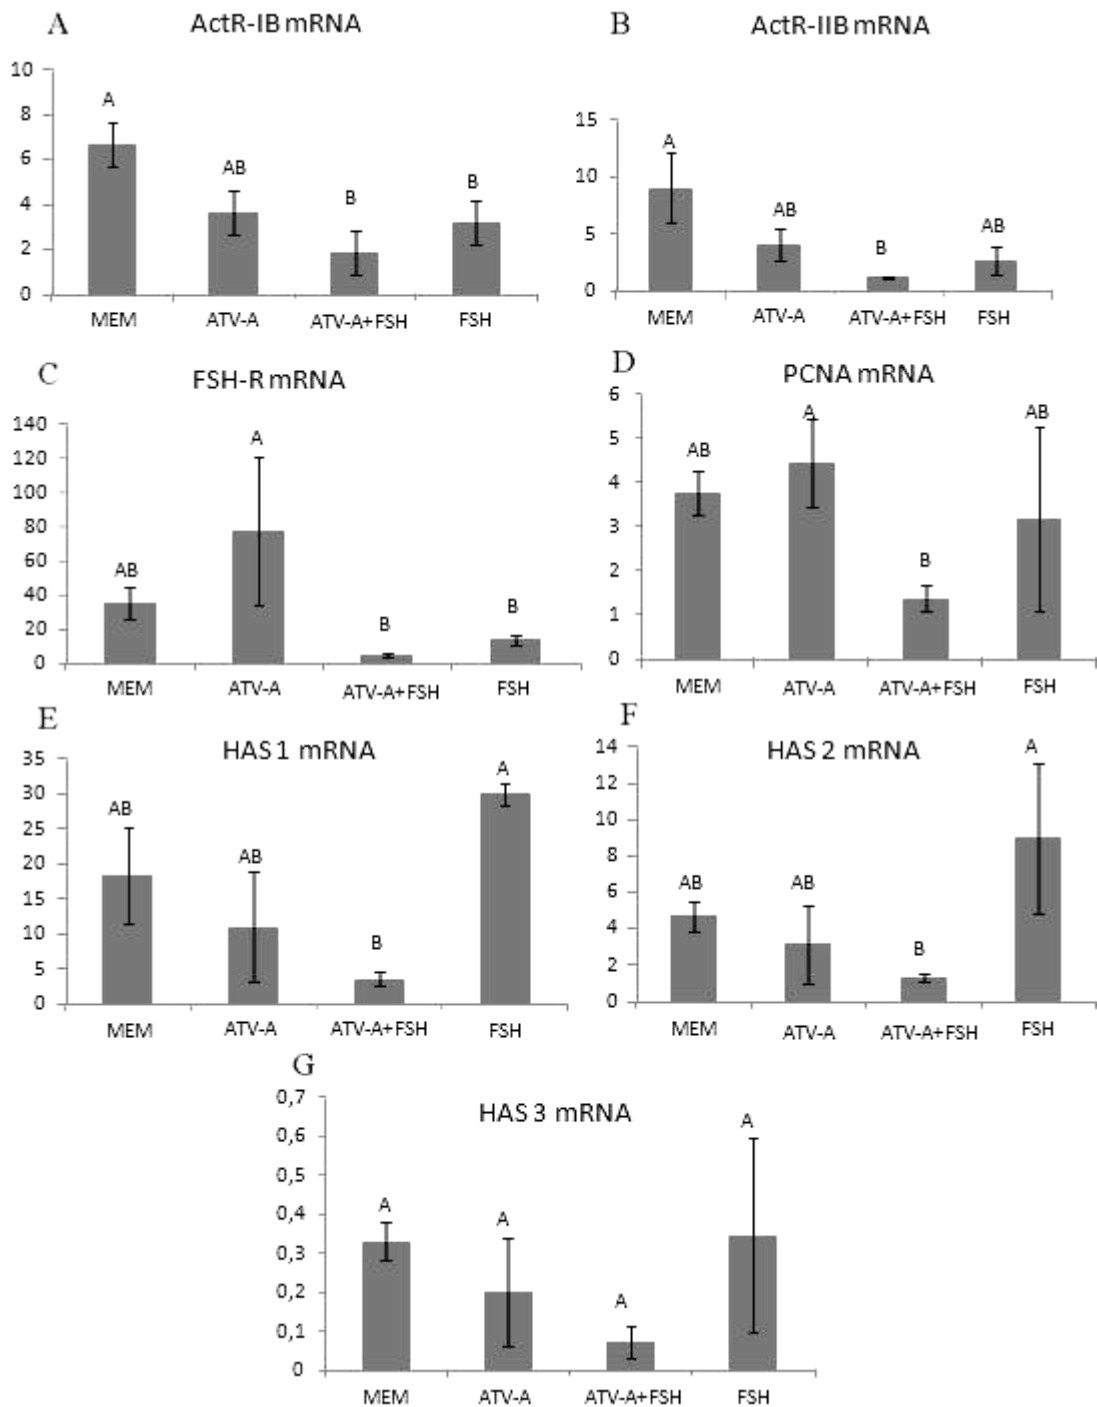 A
ActR-IB mRNA
10
8
6
4
2
0
A
AB
B
B
MEM
ATV-A
ATV-A+FSH
FSH
B
ActR-IIB mRNA
15
10
5
0
A
AB
B
AB
MEM
ATV-A
ATV-A+FSH
FSH
C
FSH-R mRNA
140
120
100
80
60
40
20
0
AB
A
B
B
MEM
ATV-A
ATV-A+FSH
FSH
D
PCNA mRNA
6
5
4
3
2
1
0
AB
A
B
AB
MEM
ATV-A
ATV-A+FSH
FSH
E
HAS 1 mRNA
35
30
25
20
15
10
5
0
AB
AB
B
A
MEM
ATV-A
ATV-A+FSH
FSH
F
HAS 2 mRNA
14
12
10
8
6
4
2
0
AB
AB
B
A
MEM
ATV-A
ATV-A+FSH
FSH
G
HAS 3 mRNA
0,7
0,6
0,5
0,4
0,3
0,2
0,1
0
A
A
A
A
MEM
ATV-A
ATV-A+FSH
FSH